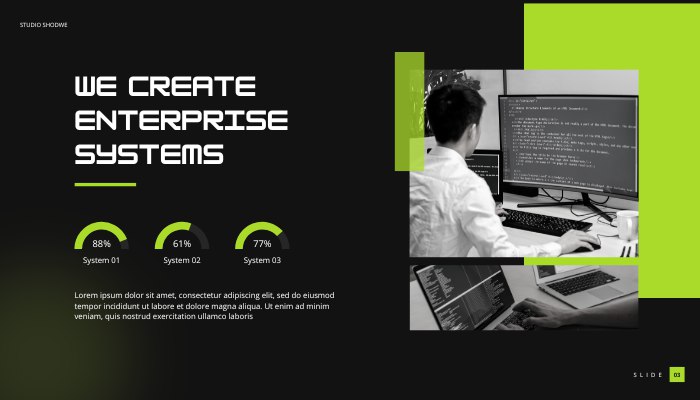 STUDIO SHODWE
WE CREATE
ENTERPRISE
SYSTEMS
88%
61%
77%
System 01
System 02
System 03
Lorem ipsum dolor sit amet, consectetur adipiscing elit, sed do eiusmod
tempor incididunt ut labore et dolore magna aliqua. Ut enim ad minim
veniam, quis nostrud exercitation ullamco laboris
SLIDE 03